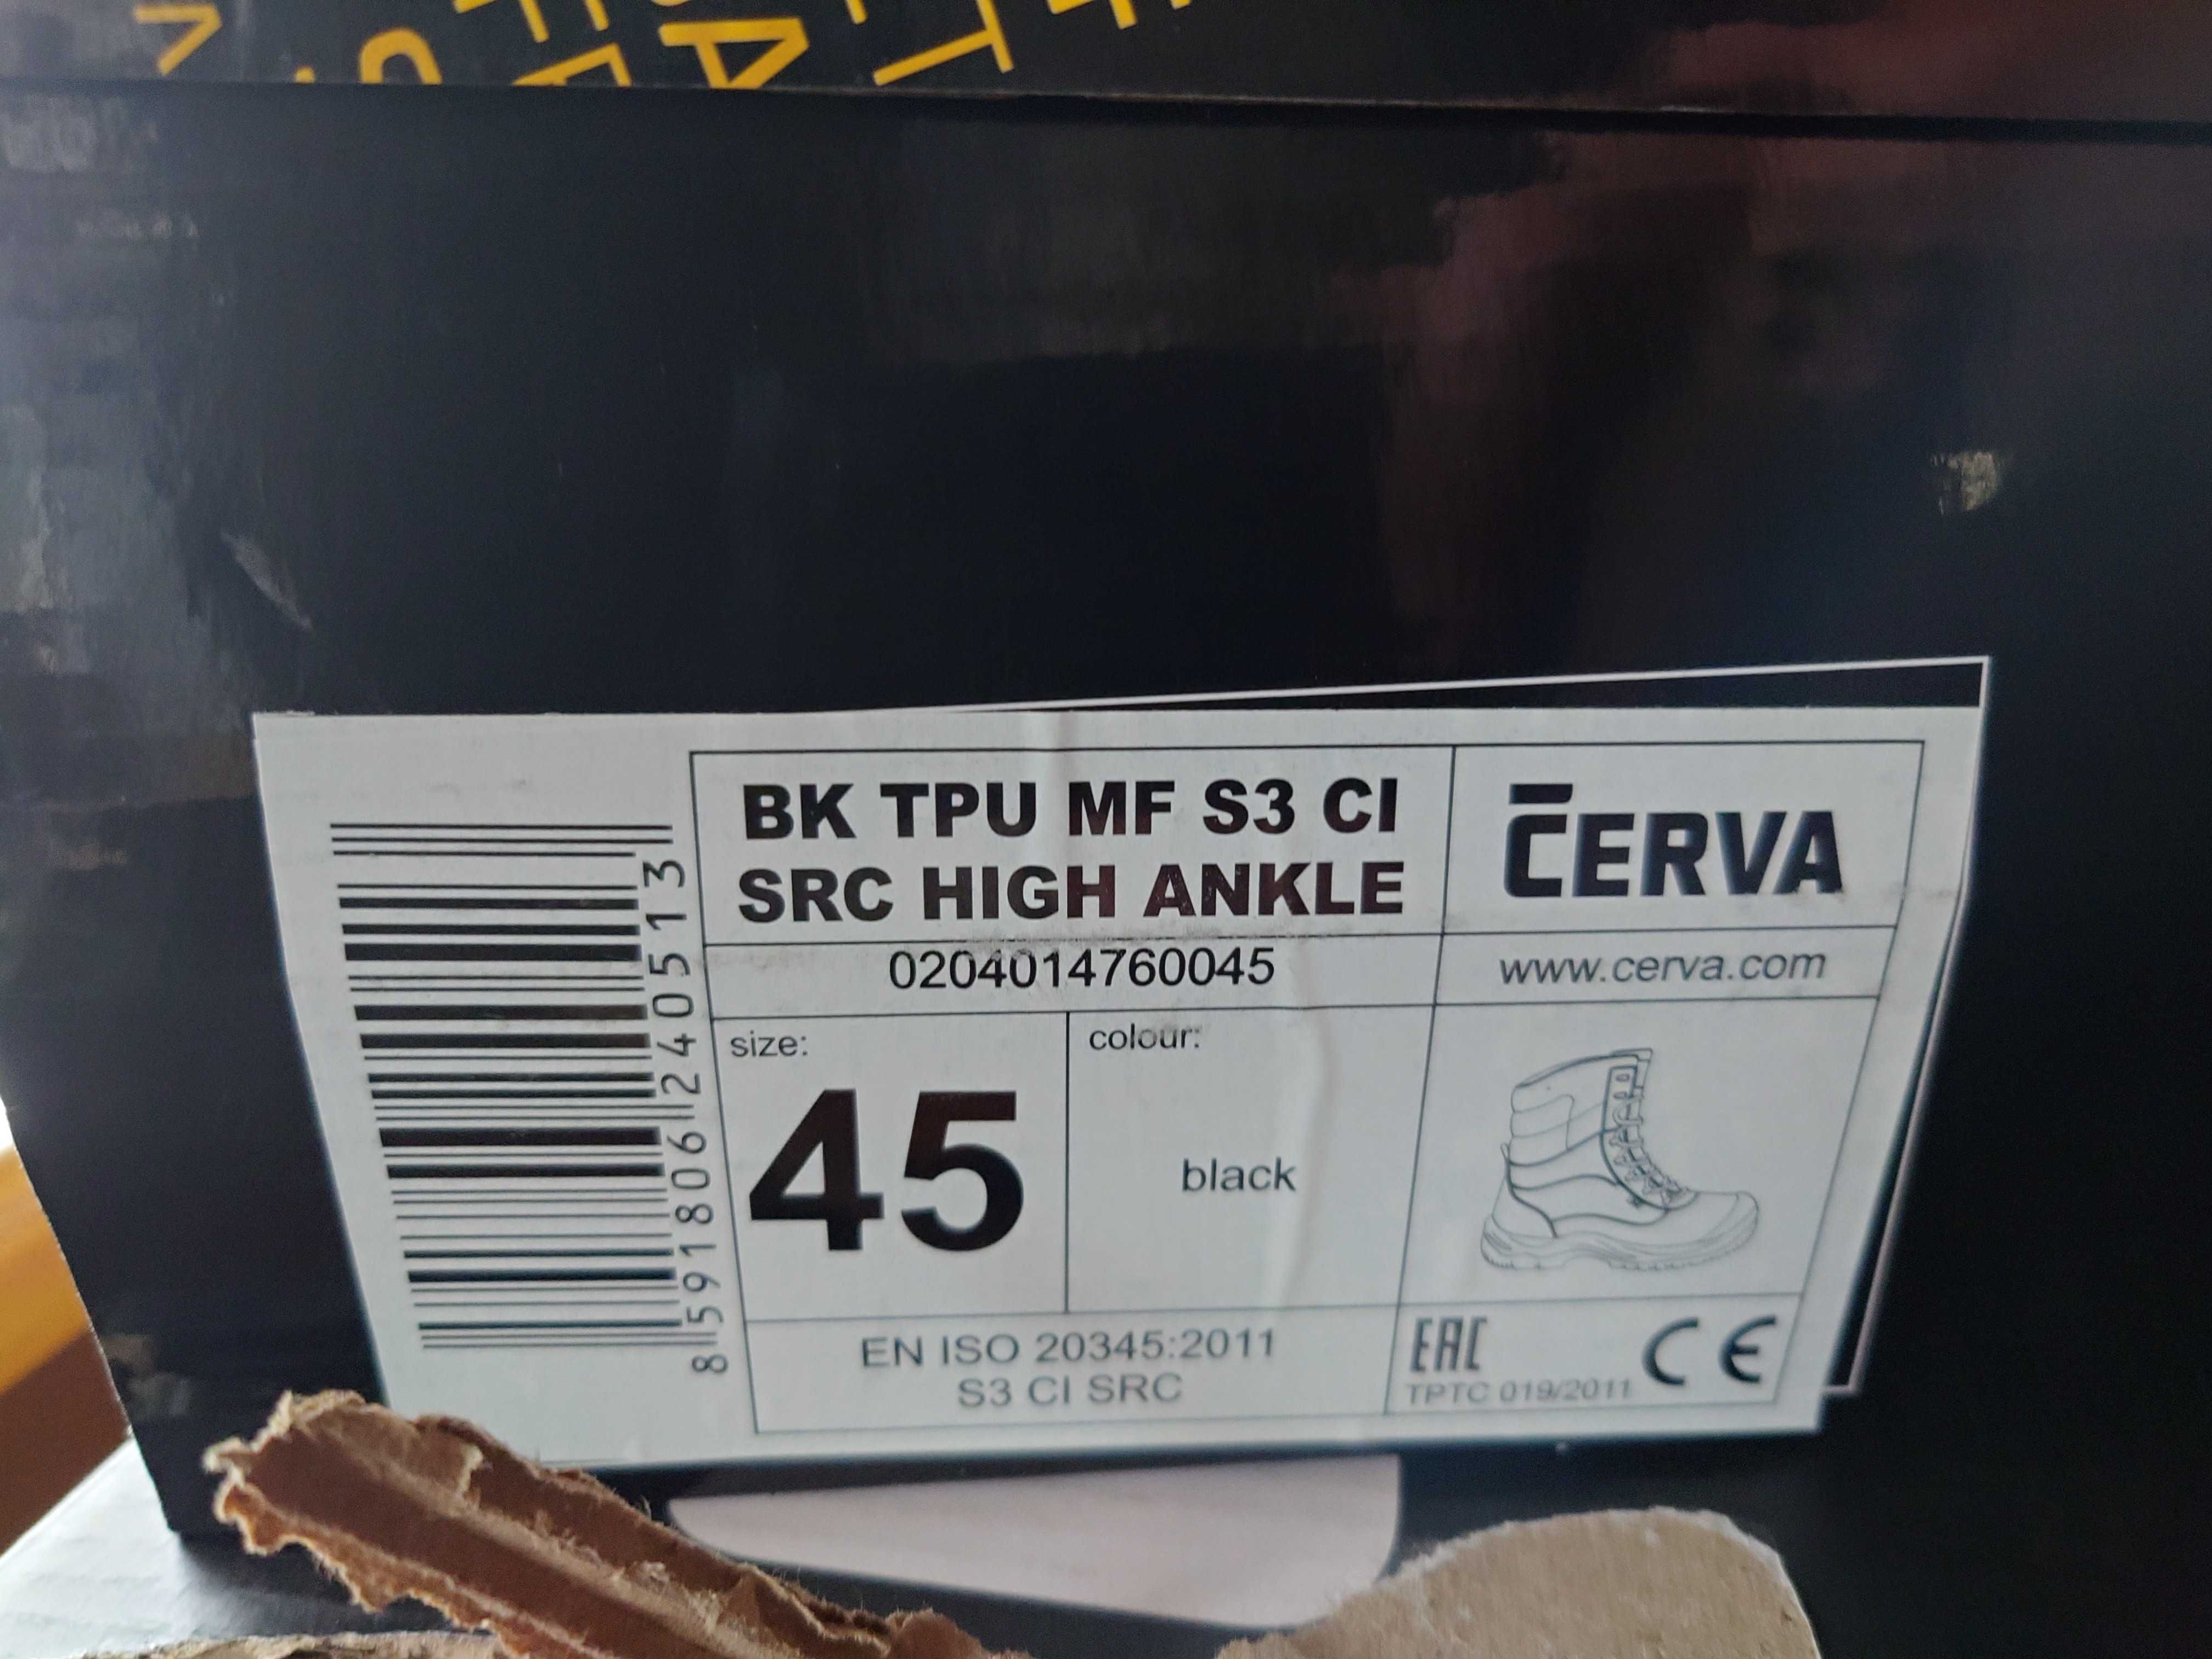 BK TPU MF S3 CI
SRC HIGH ANKLE
CERVA
0204014760045
www.cerva.com
size:
45
colour:
black
EN ISO 20345:2011
S3 CI SRC
EAC
TPTC 019/2011
CE
8 591806 240513